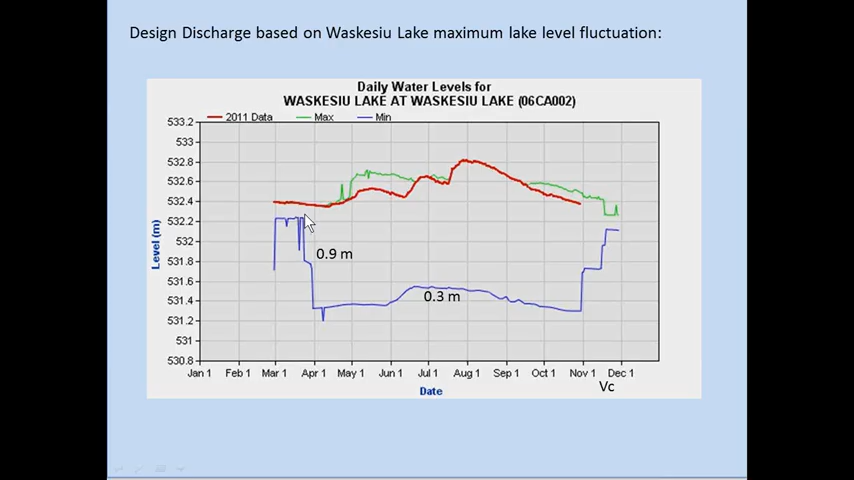 Design Discharge based on Waskesiu Lake maximum lake level fluctuation:
Daily Water Levels for
WASKESIU LAKE AT WASKESIU LAKE (06CA002)
2011 Data Max Min
533.2
533
532.8
532.6
532.4
532.2
532
531.8
531.6
531.4
531.2
531
530.8
Level (m)
0.9 m
0.3 m
Jan 1 Feb 1 Mar 1 Apr 1 May 1 Jun 1 Jul 1 Aug 1 Sep 1 Oct 1 Nov 1 Dec 1
Vc
Date